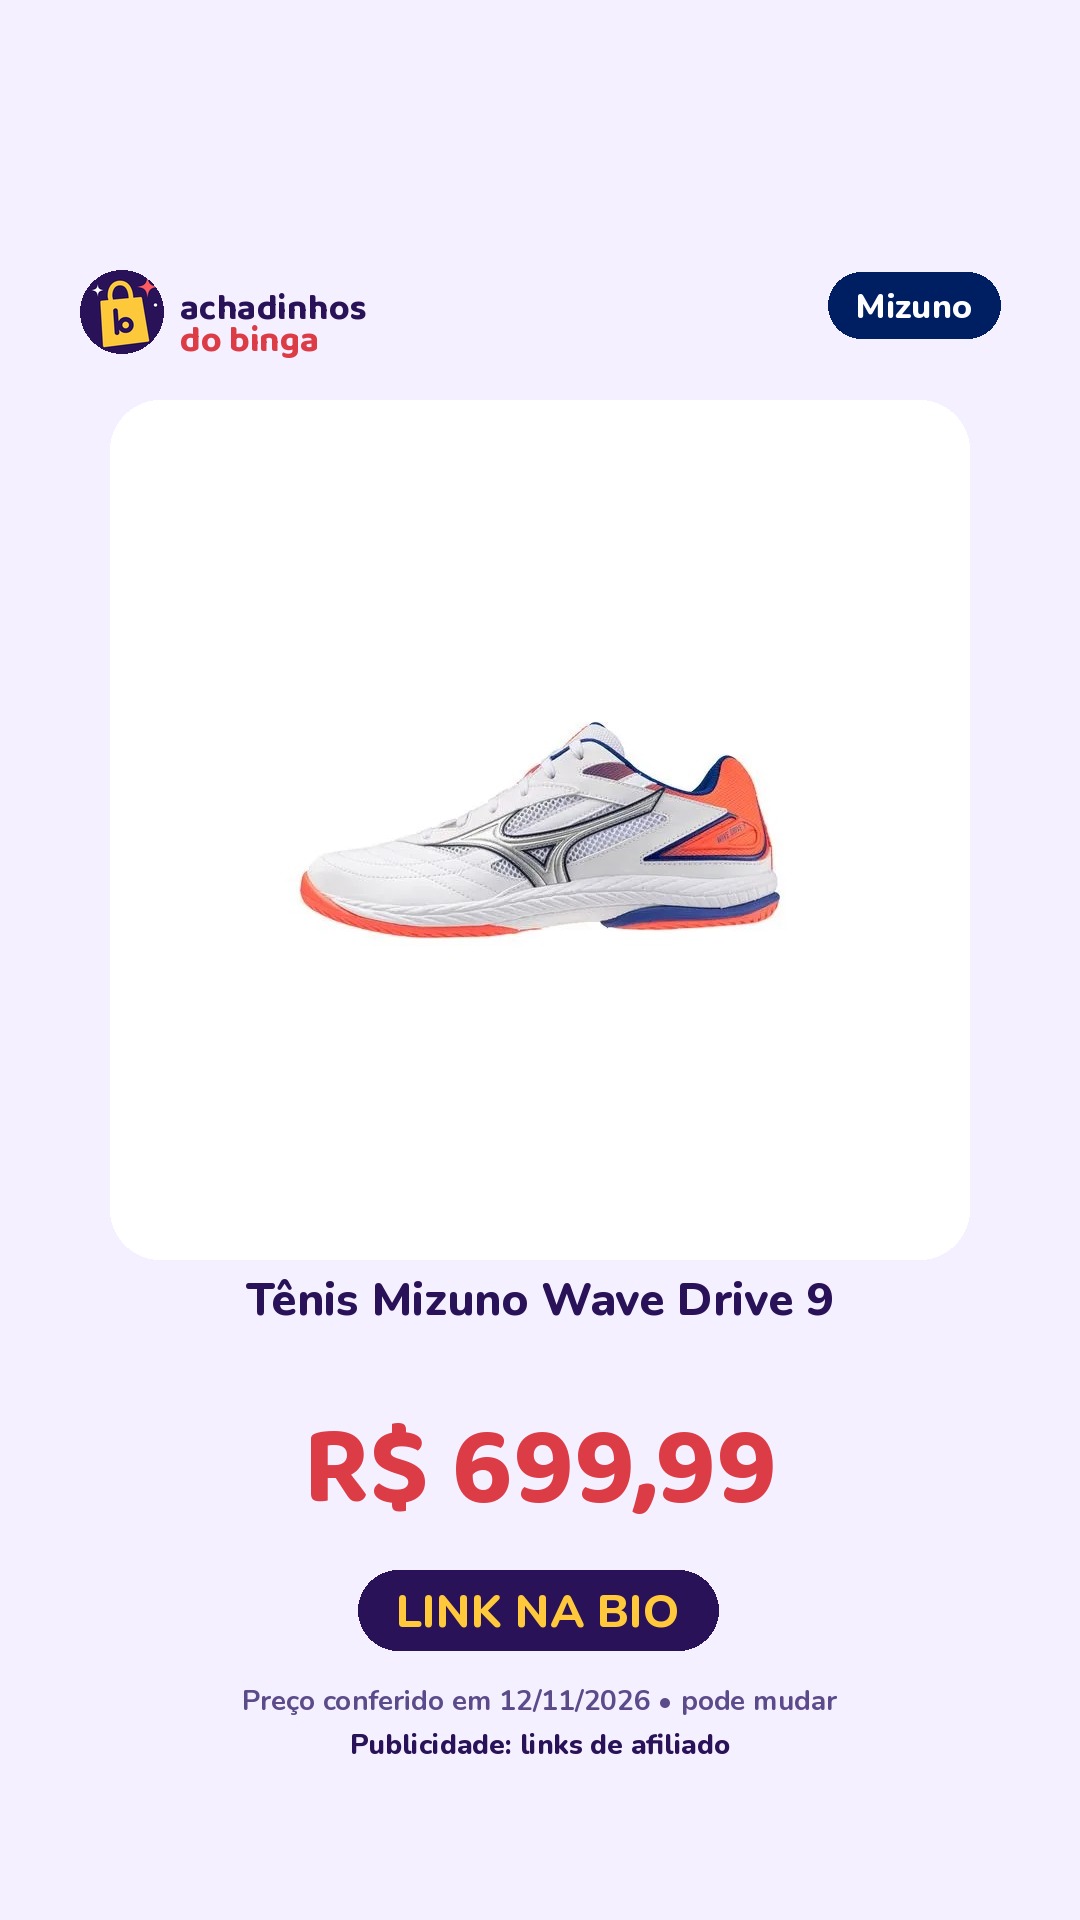 achadinhos
do binga
b
Mizuno
Tênis Mizuno Wave Drive 9
R$ 699,99
LINK NA BIO
Preço conferido em 12/11/2026 • pode mudar
Publicidade: links de afiliado